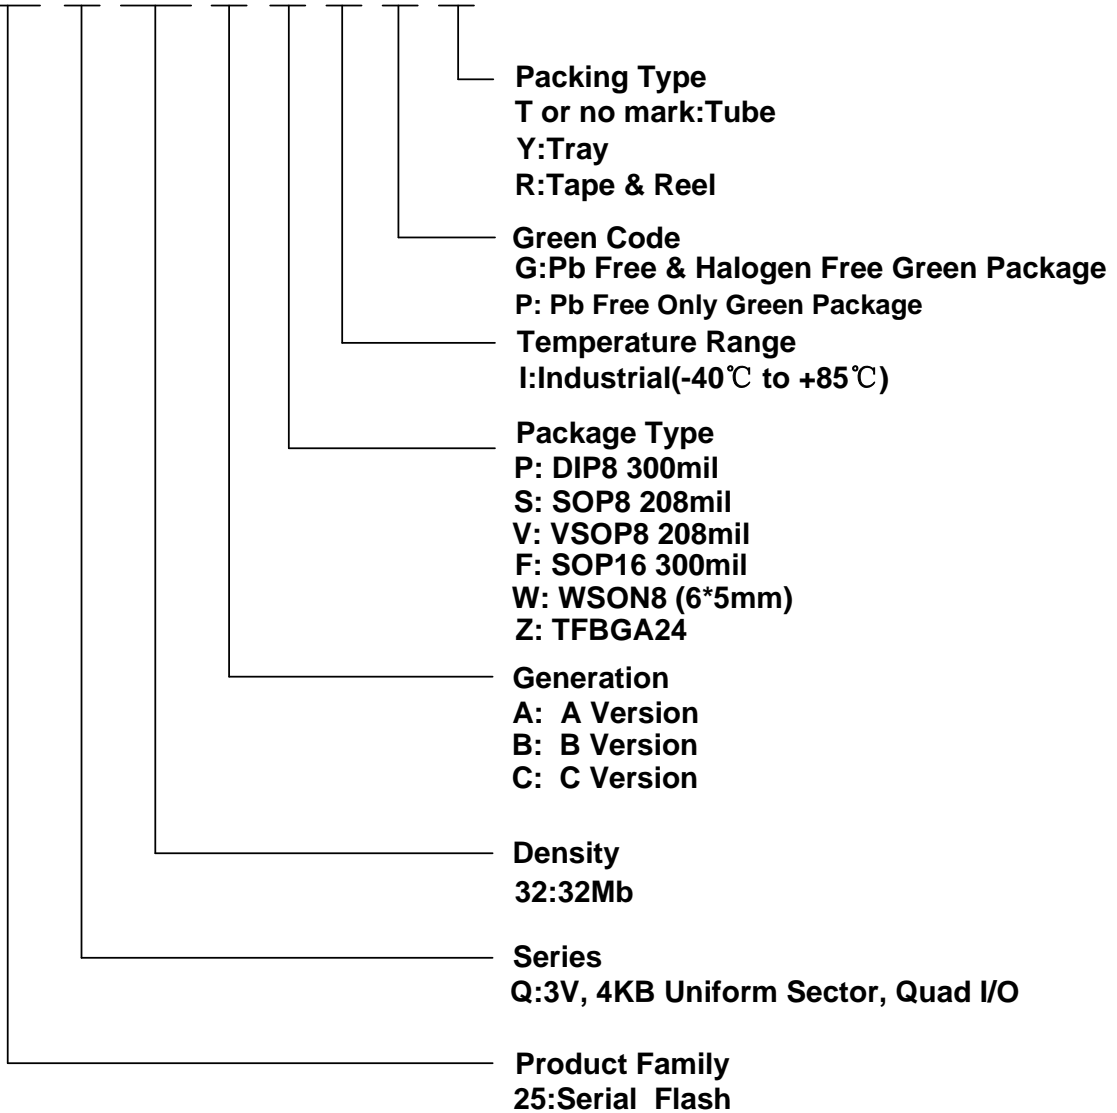 Packing Type
T or no mark:Tube
Y:Tray
R:Tape & Reel
Green Code
G:Pb Free & Halogen Free Green Package
P: Pb Free Only Green Package
Temperature Range
I:Industrial(-40℃ to +85℃)
Package Type
P: DIP8 300mil
S: SOP8 208mil
V: VSOP8 208mil
F: SOP16 300mil
W: WSON8 (6*5mm)
Z: TFBGA24
Generation
A: A Version
B: B Version
C: C Version
Density
32:32Mb
Series
Q:3V, 4KB Uniform Sector, Quad I/O
Product Family
25:Serial Flash